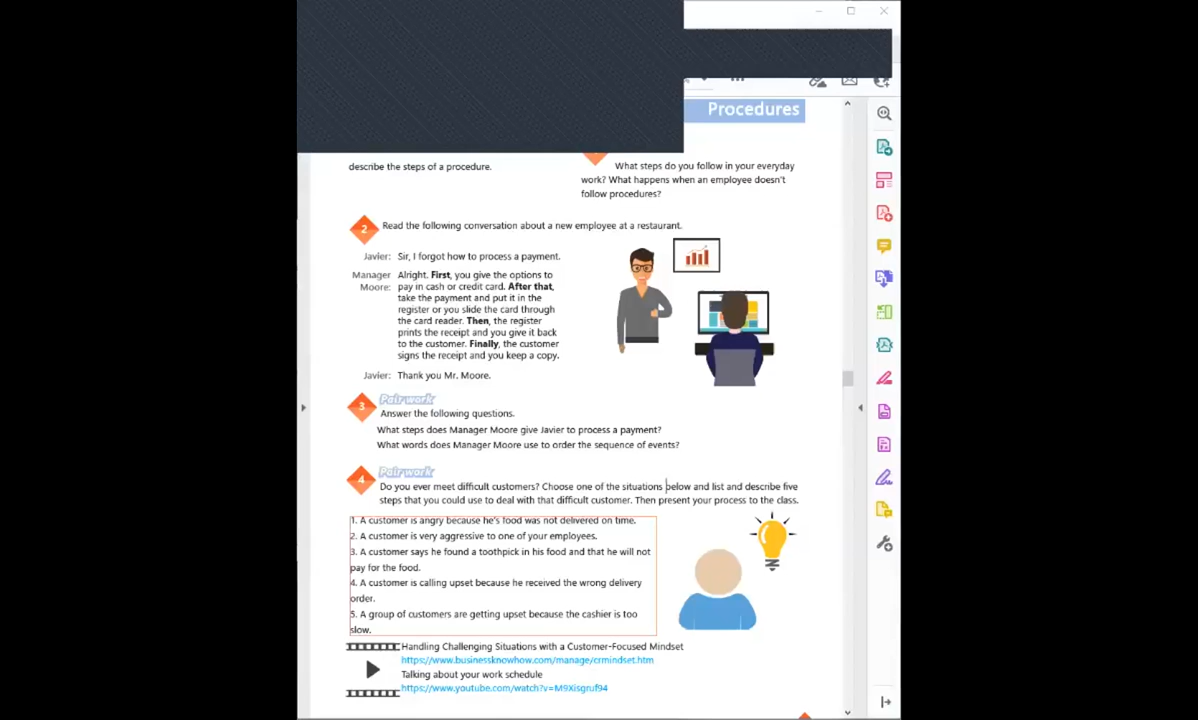 Procedures
describe the steps of a procedure.
What steps do you follow in your everyday
work? What happens when an employee doesn't
follow procedures?
2 Read the following conversation about a new employee at a restaurant.
Javier: Sir, I forgot how to process a payment.
Manager Moore: Alright. First, you give the options to
pay in cash or credit card. After that,
take the payment and put it in the
register or you slide the card through
the card reader. Then, the register
prints the receipt and you give it back
to the customer. Finally, the customer
signs the receipt and you keep a copy.
Javier: Thank you Mr. Moore.
3 Pair work
Answer the following questions.
What steps does Manager Moore give Javier to process a payment?
What words does Manager Moore use to order the sequence of events?
4 Pair work
Do you ever meet difficult customers? Choose one of the situations below and list and describe five
steps that you could use to deal with that difficult customer. Then present your process to the class.
1. A customer is angry because he's food was not delivered on time.
2. A customer is very aggressive to one of your employees.
3. A customer says he found a toothpick in his food and that he will not
pay for the food.
4. A customer is calling upset because he received the wrong delivery
order.
5. A group of customers are getting upset because the cashier is too
slow.
Handling Challenging Situations with a Customer-Focused Mindset
https://www.businessknowhow.com/manage/crmindset.htm
Talking about your work schedule
https://www.youtube.com/watch?v=M9Xisgruf94